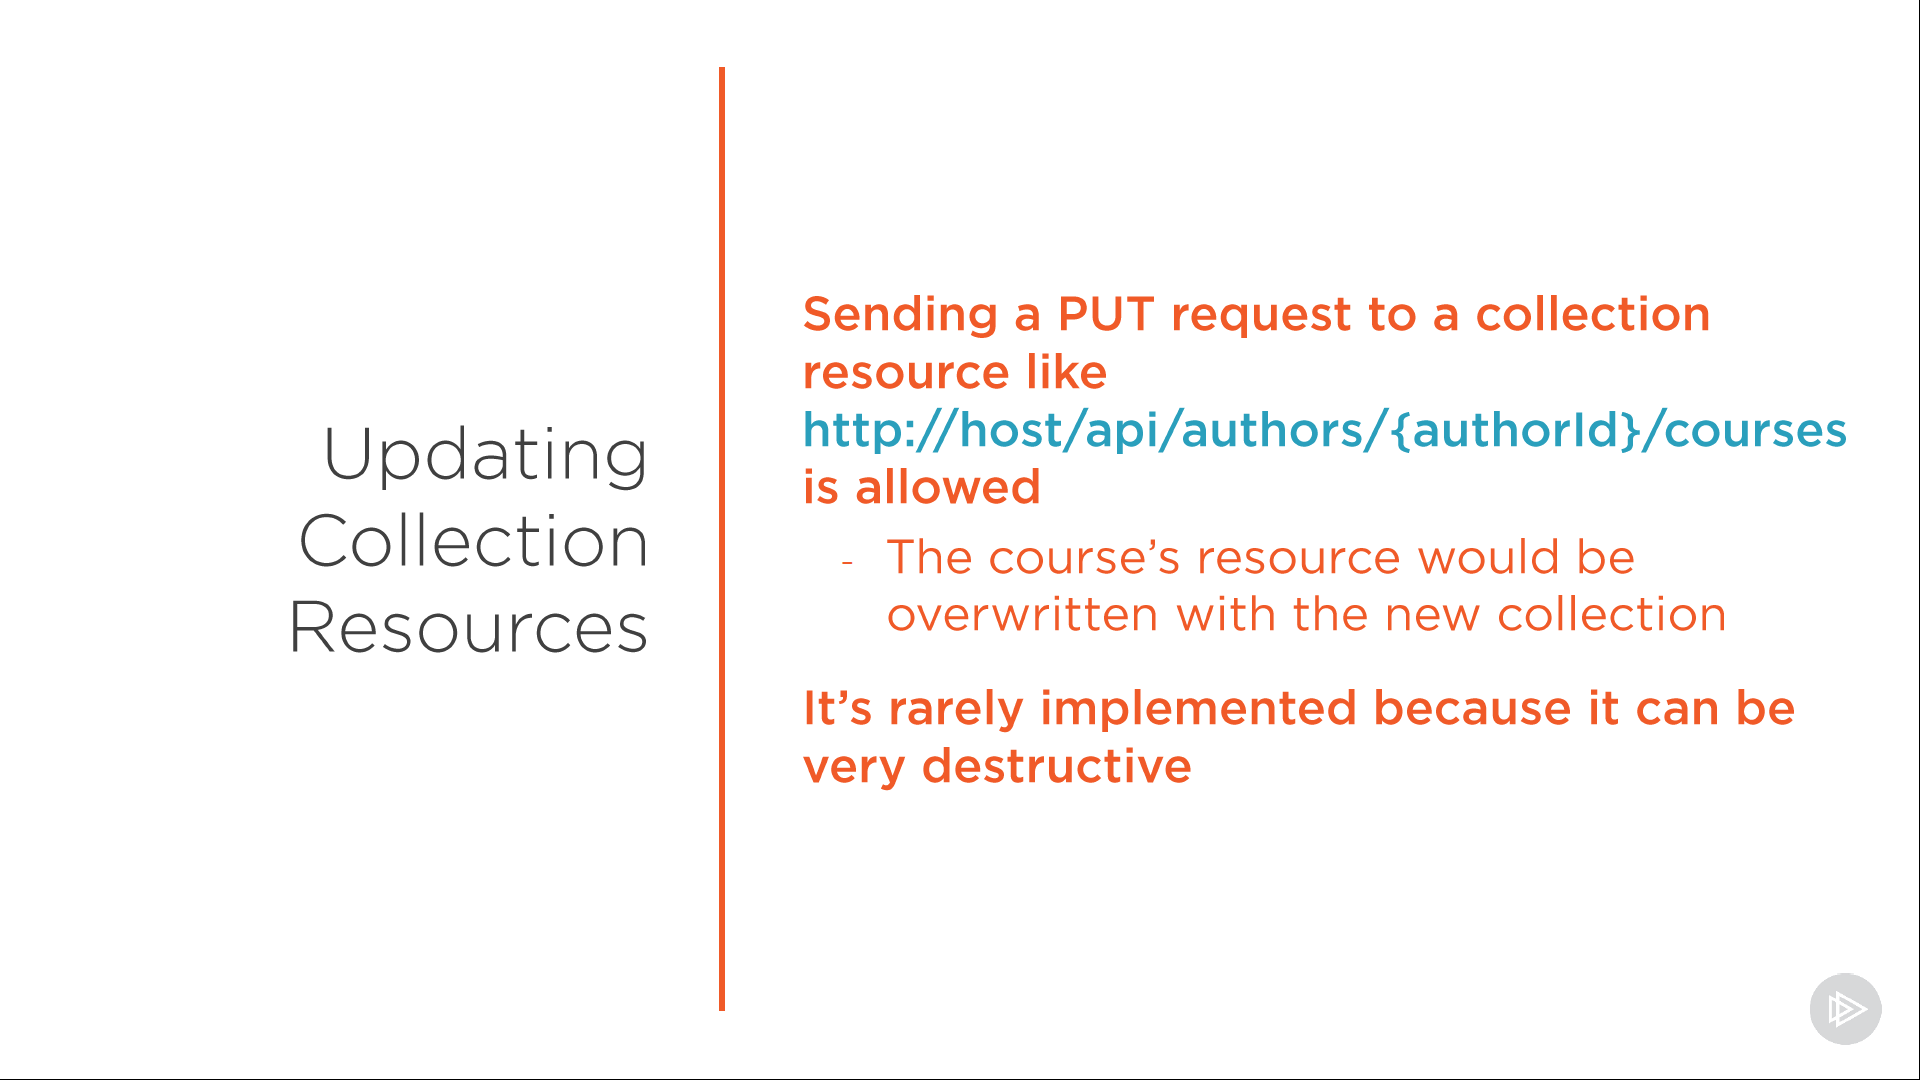 Updating
Collection
Resources
Sending a PUT request to a collection
resource like
http://host/api/authors/{authorId}/courses
is allowed
- The course’s resource would be
overwritten with the new collection
It’s rarely implemented because it can be
very destructive